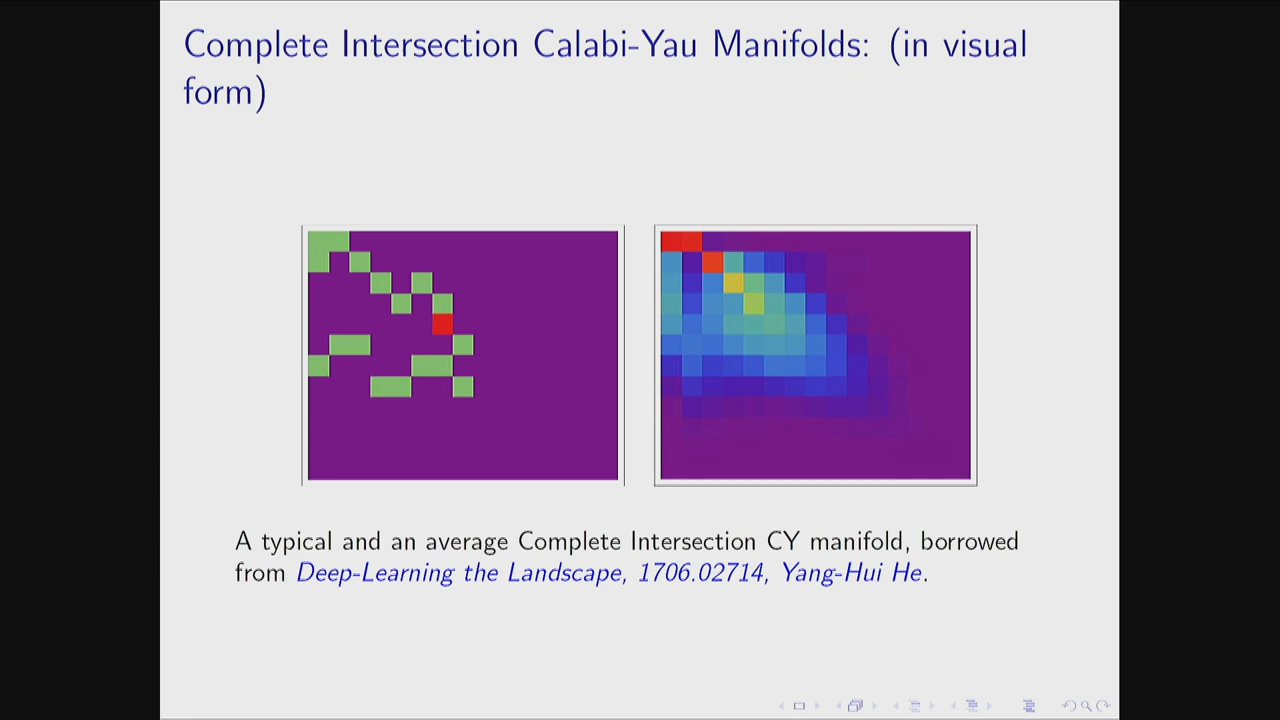 Complete Intersection Calabi-Yau Manifolds: (in visual
form)
A typical and an average Complete Intersection CY manifold, borrowed
from Deep-Learning the Landscape, 1706.02714, Yang-Hui He.